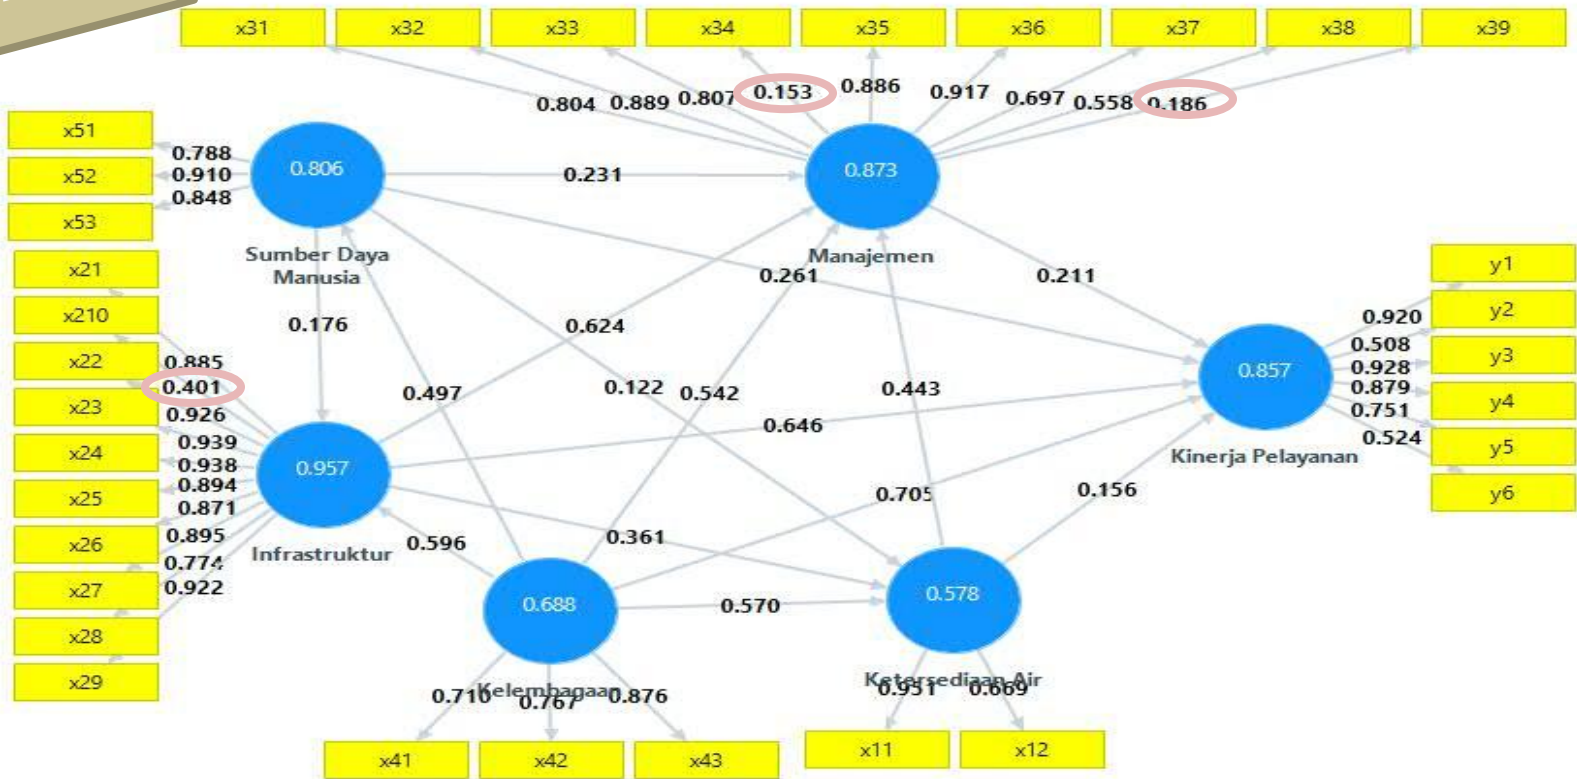 x31 x32 x33 x34 x35 x36 x37 x38 x39
0.804 0.889 0.807 0.153 0.886 0.917 0.697 0.558 0.186
x51
x52
x53
0.788
0.910
0.848
0.806
Sumber Daya
Manusia
0.231
0.873
Manajemen
0.261
0.211
0.176
0.624
0.497
0.122
0.542
0.443
0.646
0.705
0.156
x21
x210
x22
x23
x24
x25
x26
x27
x28
x29
0.885
0.401
0.926
0.939
0.938
0.894
0.871
0.895
0.774
0.922
0.957
Infrastruktur
0.596
0.361
0.857
Kinerja Pelayanan
0.920
0.508
0.928
0.879
0.751
0.524
y1
y2
y3
y4
y5
y6
0.688
Kelembagaan
0.570
0.578
Ketersediaan Air
0.710 0.767 0.876
0.951 0.669
x41 x42 x43
x11 x12